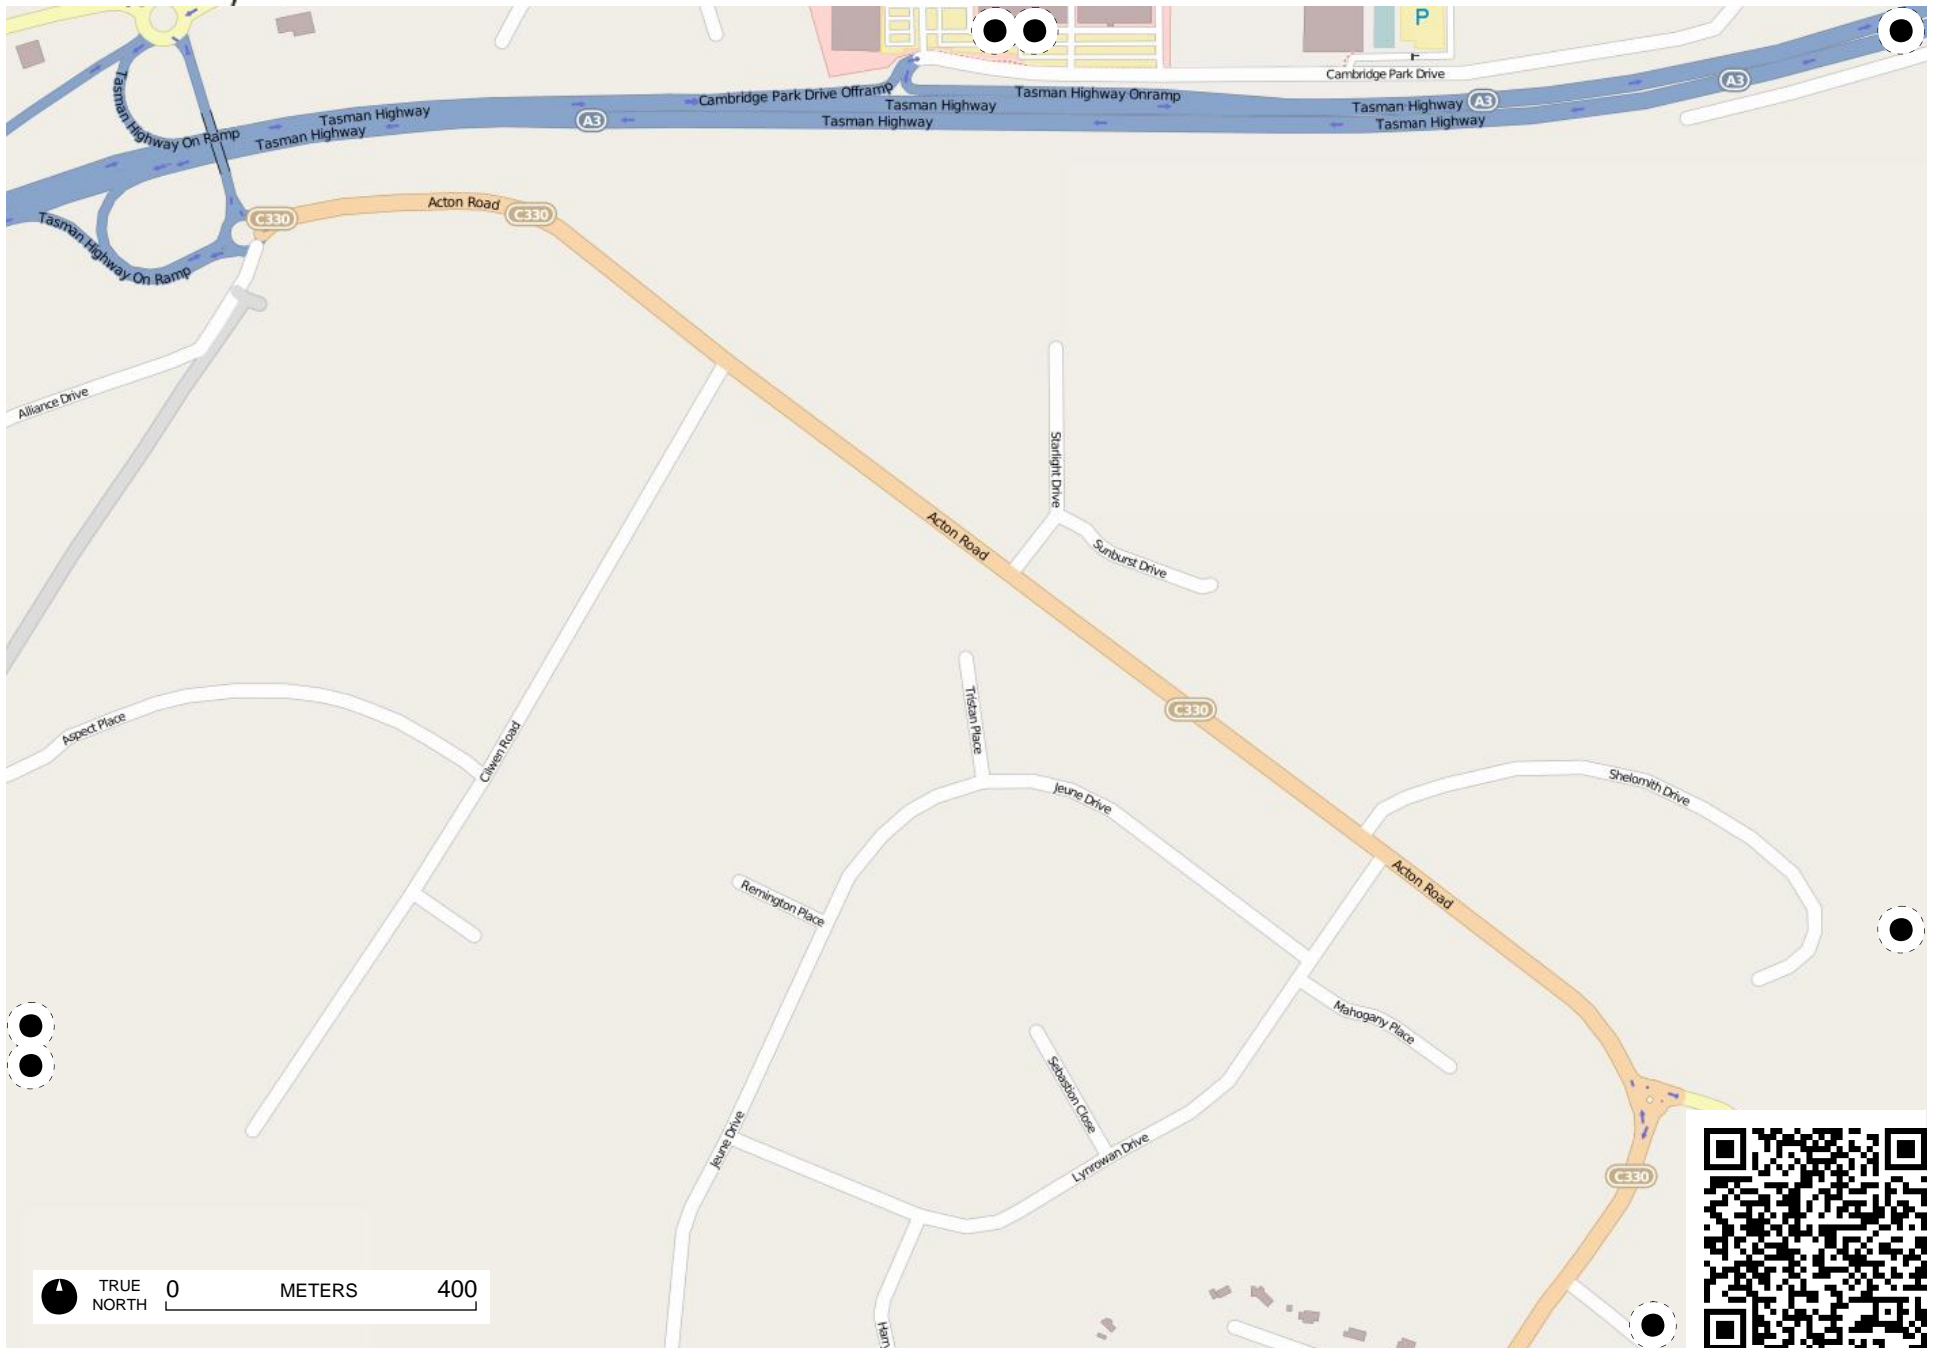 P
Cambridge Park Drive
A3
Tasman Highway On Ramp
Cambridge Park Drive Offramp
Tasman Highway Onramp
Tasman Highway
Tasman Highway
Tasman Highway
A3
Tasman Highway
A3
Tasman Highway
Tasman Highway
Tasman Highway
Tasman Highway On Ramp
C330
Acton Road
C330
Alliance Drive
Starlight Drive
Acton Road
Sunburst Drive
Tristan Place
C330
Aspect Place
Cilwen Road
Jeune Drive
Shelomith Drive
Acton Road
Remington Place
Mahogany Place
Sebastion Close
Jeune Drive
Lynrowan Drive
C330
TRUE
NORTH
0 METERS 400